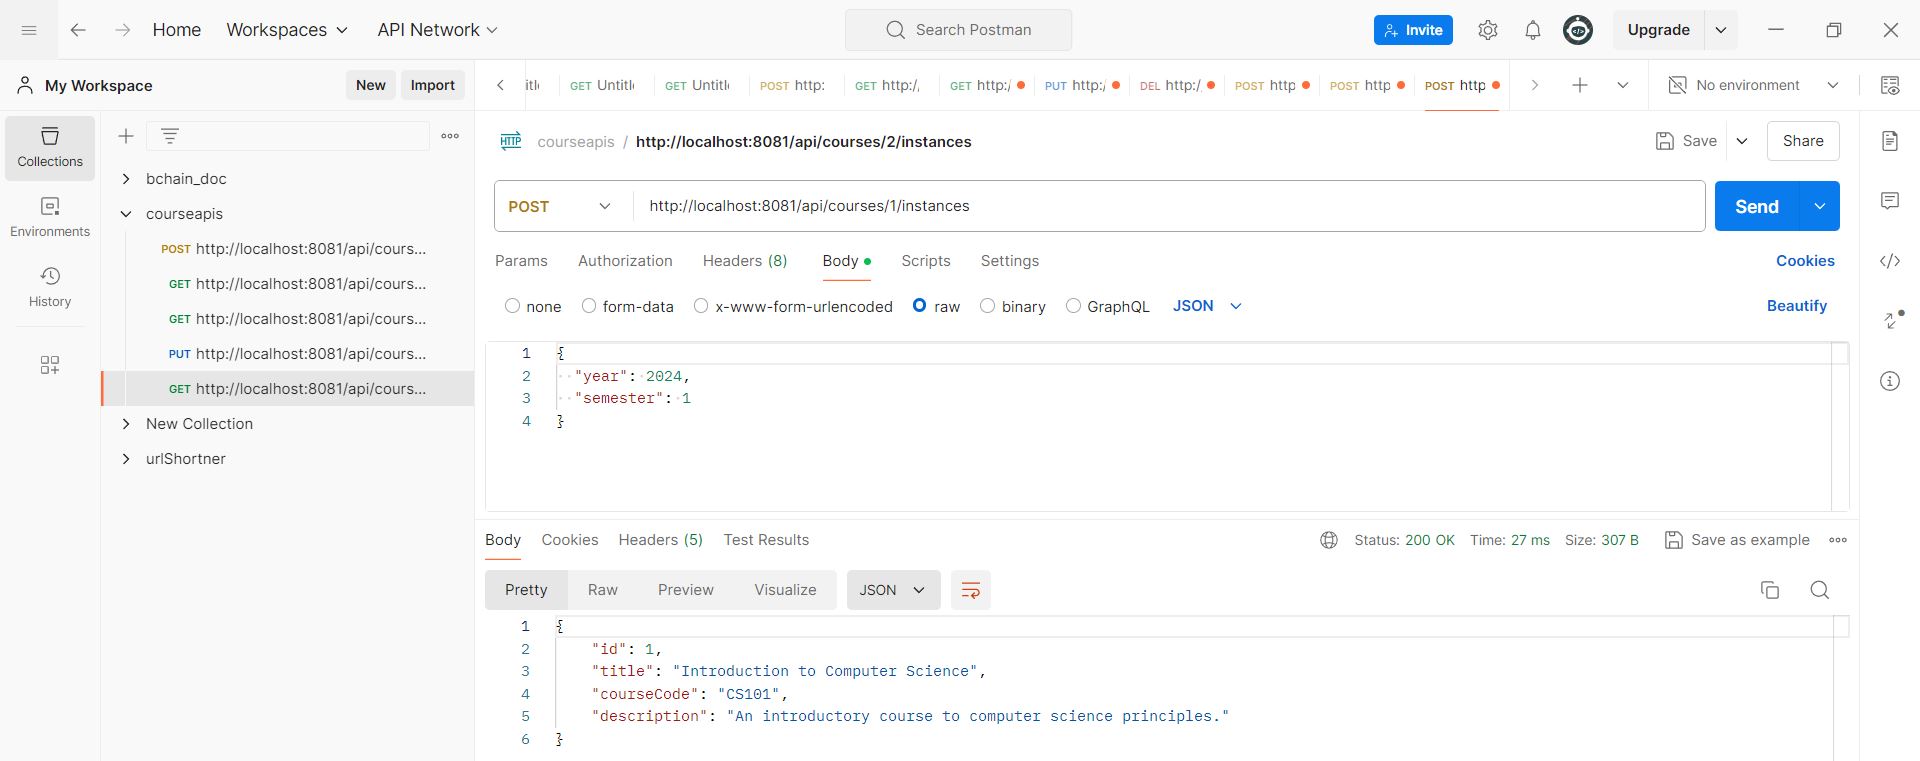 Home Workspaces API Network Search Postman Invite Upgrade
My Workspace New Import
itle GET Untitle GET Untitle POST http: GET http:/, GET http:/ PUT http:/ DEL http:/ POST http POST http POST http No environment
Collections
Environments
History
bchain_doc
courseapis
POST http://localhost:8081/api/cours...
GET http://localhost:8081/api/cours...
GET http://localhost:8081/api/cours...
PUT http://localhost:8081/api/cours...
GET http://localhost:8081/api/cours...
New Collection
urlShortner
HTTP courseapis / http://localhost:8081/api/courses/2/instances Save Share
POST http://localhost:8081/api/courses/1/instances Send
Params Authorization Headers (8) Body Scripts Settings Cookies
none form-data x-www-form-urlencoded raw binary GraphQL JSON Beautify
1 {
2 "year": 2024,
3 "semester": 1
4 }
Body Cookies Headers (5) Test Results Status: 200 OK Time: 27 ms Size: 307 B Save as example
Pretty Raw Preview Visualize JSON
1 {
2 "id": 1,
3 "title": "Introduction to Computer Science",
4 "courseCode": "CS101",
5 "description": "An introductory course to computer science principles."
6 }